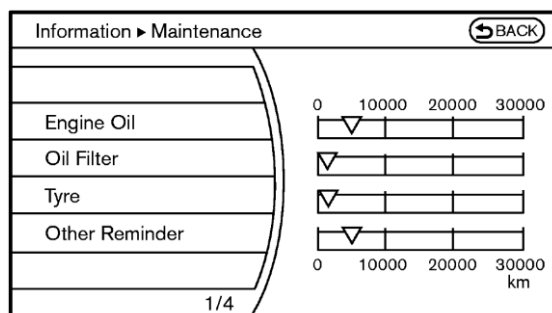 Information ▸ Maintenance
BACK
0 10000 20000 30000
Engine Oil
Oil Filter
Tyre
Other Reminder
0 10000 20000 30000
km
1/4